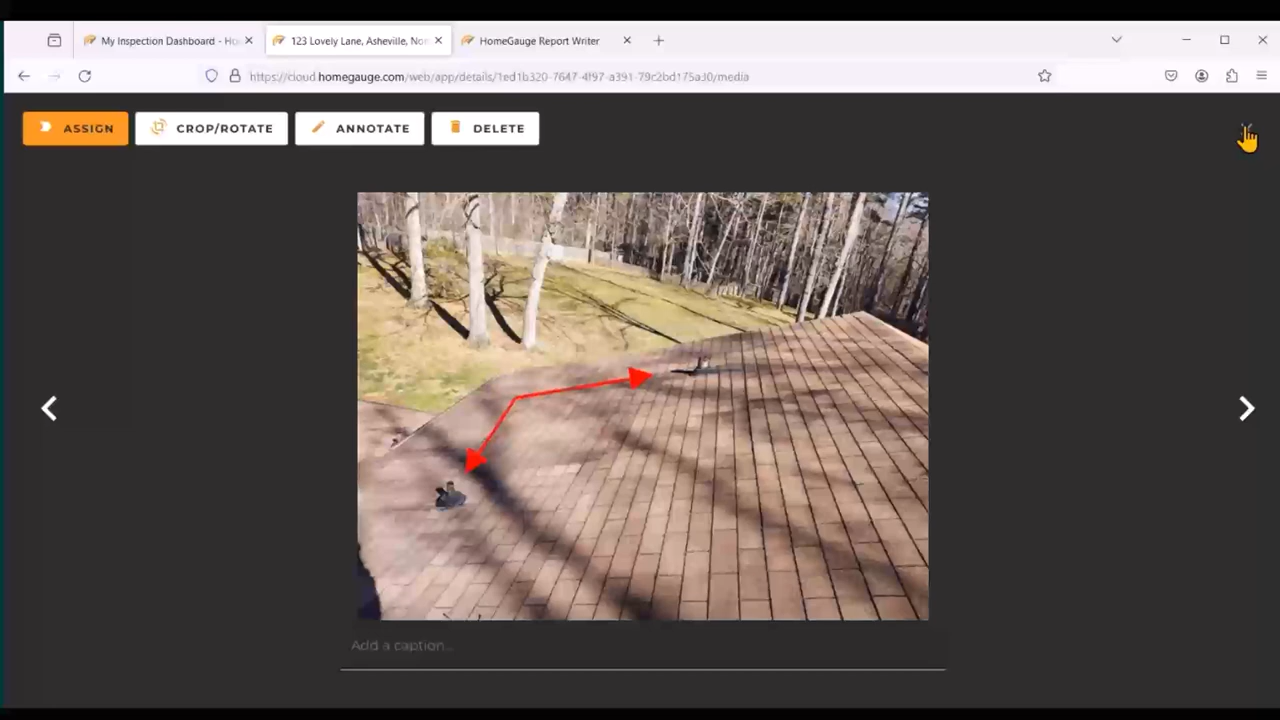 My Inspection Dashboard - Ho
123 Lovely Lane, Asheville, Nor
HomeGauge Report Writer
https://cloud.homegauge.com/web/app/details/1ed1b320-7647-4f97-a391-79c2bd175a30/media
ASSIGN
CROP/ROTATE
ANNOTATE
DELETE
Add a caption...